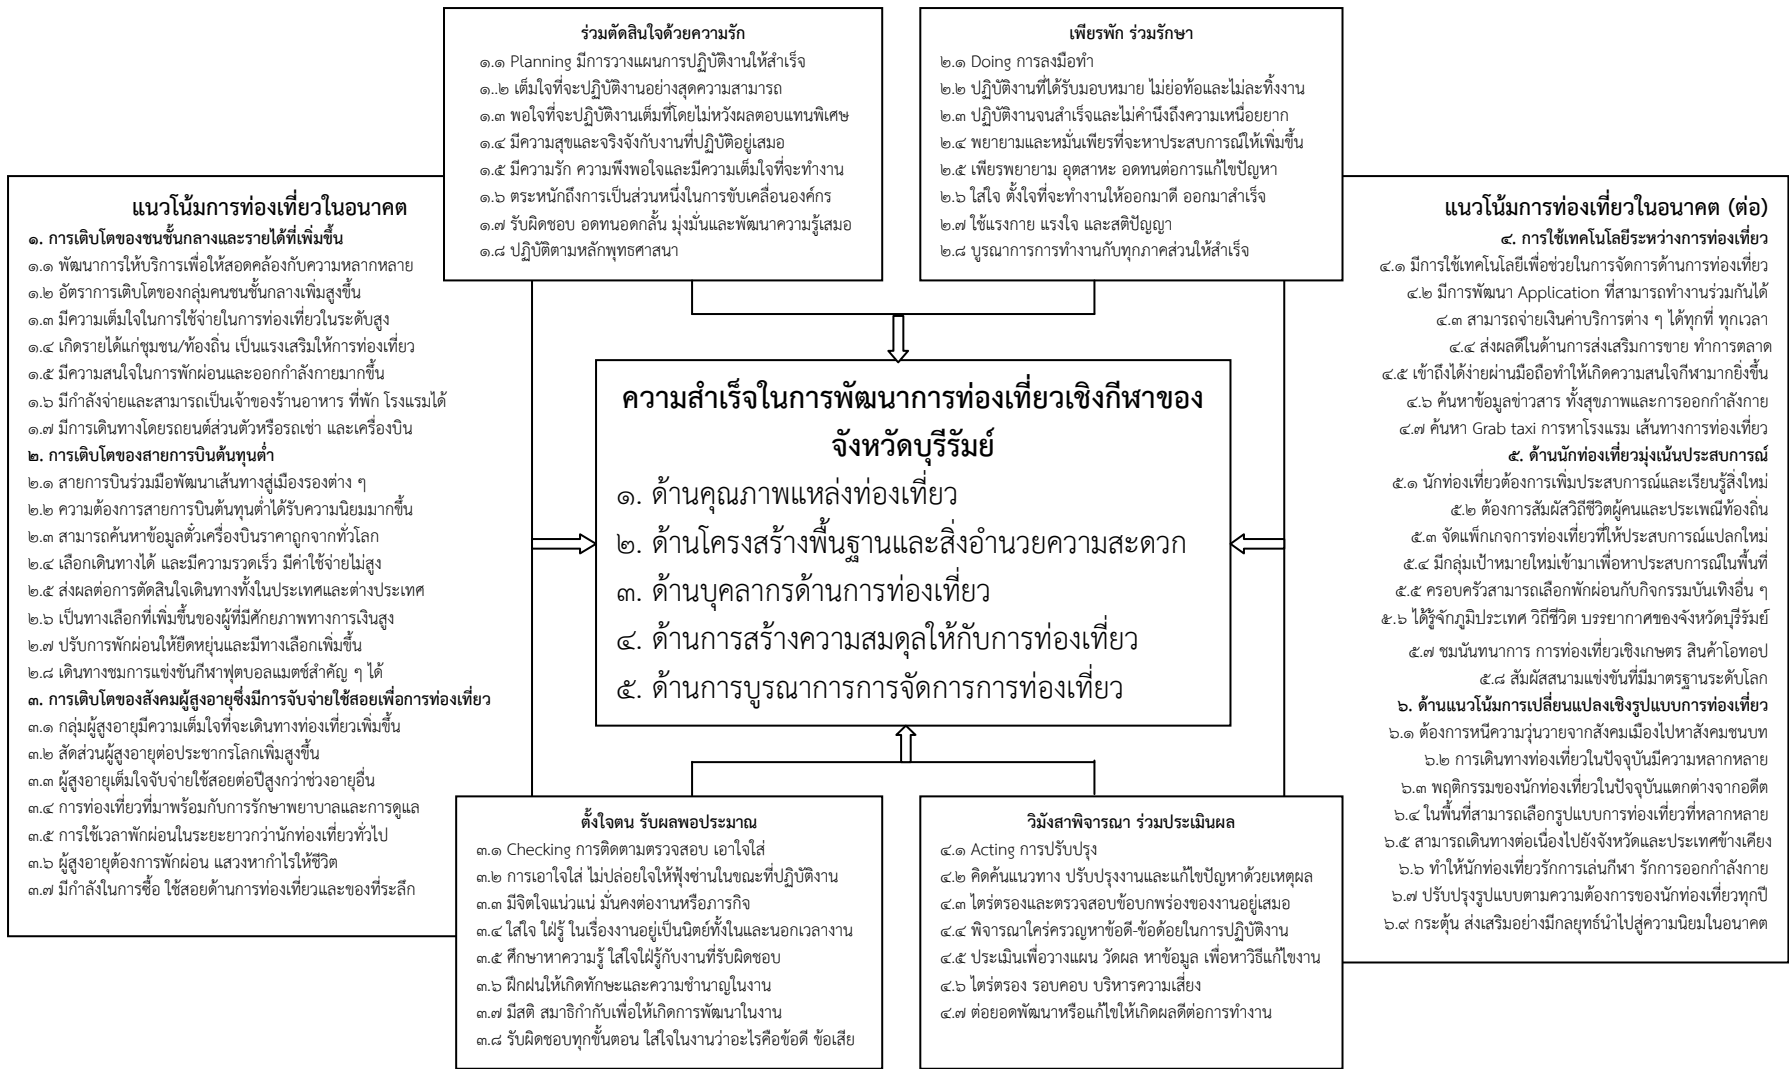 ร่วมตัดสินใจด้วยความรัก
๑.๑ Planning มีการวางแผนการปฏิบัติงานให้สำเร็จ
๑..๒ เต็มใจที่จะปฏิบัติงานอย่างสุดความสามารถ
๑.๓ พอใจที่จะปฏิบัติงานเต็มที่โดยไม่หวังผลตอบแทนพิเศษ
๑.๔ มีความสุขและจริงจังกับงานที่ปฏิบัติอยู่เสมอ
๑.๕ มีความรัก ความพึงพอใจและมีความเต็มใจที่จะทำงาน
๑.๖ ตระหนักถึงการเป็นส่วนหนึ่งในการขับเคลื่อนองค์กร
๑.๗ รับผิดชอบ อดทนอดกลั้น มุ่งมั่นและพัฒนาความรู้เสมอ
๑.๘ ปฏิบัติตามหลักพุทธศาสนา
เพียรพัก ร่วมรักษา
๒.๑ Doing การลงมือทำ
๒.๒ ปฏิบัติงานที่ได้รับมอบหมาย ไม่ย่อท้อและไม่ละทิ้งงาน
๒.๓ ปฏิบัติงานจนสำเร็จและไม่คำนึงถึงความเหนื่อยยาก
๒.๔ พยายามและหมั่นเพียรที่จะหาประสบการณ์ให้เพิ่มขึ้น
๒.๕ เพียรพยายาม อุตสาหะ อดทนต่อการแก้ไขปัญหา
๒.๖ ใส่ใจ ตั้งใจที่จะทำงานให้ออกมาดี ออกมาสำเร็จ
๒.๗ ใช้แรงกาย แรงใจ และสติปัญญา
๒.๘ บูรณาการการทำงานกับทุกภาคส่วนให้สำเร็จ
แนวโน้มการท่องเที่ยวในอนาคต
๑. การเติบโตของชนชั้นกลางและรายได้ที่เพิ่มขึ้น
๑.๑ พัฒนาการให้บริการเพื่อให้สอดคล้องกับความหลากหลาย
๑.๒ อัตราการเติบโตของกลุ่มคนชนชั้นกลางเพิ่มสูงขึ้น
๑.๓ มีความเต็มใจในการใช้จ่ายในการท่องเที่ยวในระดับสูง
๑.๔ เกิดรายได้แก่ชุมชน/ท้องถิ่น เป็นแรงเสริมให้การท่องเที่ยว
๑.๕ มีความสนใจในการพักผ่อนและออกกำลังกายมากขึ้น
๑.๖ มีกำลังจ่ายและสามารถเป็นเจ้าของร้านอาหาร ที่พัก โรงแรมได้
๑.๗ มีการเดินทางโดยรถยนต์ส่วนตัวหรือรถเช่า และเครื่องบิน
๒. การเติบโตของสายการบินต้นทุนต่ำ
๒.๑ สายการบินร่วมมือพัฒนาเส้นทางสู่เมืองรองต่าง ๆ
๒.๒ ความต้องการสายการบินต้นทุนต่ำได้รับความนิยมมากขึ้น
๒.๓ สามารถค้นหาข้อมูลตั๋วเครื่องบินราคาถูกจากทั่วโลก
๒.๔ เลือกเดินทางได้ และมีความรวดเร็ว มีค่าใช้จ่ายไม่สูง
๒.๕ ส่งผลต่อการตัดสินใจเดินทางทั้งในประเทศและต่างประเทศ
๒.๖ เป็นทางเลือกที่เพิ่มขึ้นของผู้ที่มีศักยภาพทางการเงินสูง
๒.๗ ปรับการพักผ่อนให้ยืดหยุ่นและมีทางเลือกเพิ่มขึ้น
๒.๘ เดินทางชมการแข่งขันกีฬาฟุตบอลแมตช์สำคัญ ๆ ได้
๓. การเติบโตของสังคมผู้สูงอายุซึ่งมีการจับจ่ายใช้สอยเพื่อการท่องเที่ยว
๓.๑ กลุ่มผู้สูงอายุมีความเต็มใจที่จะเดินทางท่องเที่ยวเพิ่มขึ้น
๓.๒ สัดส่วนผู้สูงอายุต่อประชากรโลกเพิ่มสูงขึ้น
๓.๓ ผู้สูงอายุเต็มใจจับจ่ายใช้สอยต่อปีสูงกว่าช่วงอายุอื่น
๓.๔ การท่องเที่ยวที่มาพร้อมกับการรักษาพยาบาลและการดูแล
๓.๕ การใช้เวลาพักผ่อนในระยะยาวกว่านักท่องเที่ยวทั่วไป
๓.๖ ผู้สูงอายุต้องการพักผ่อน แสวงหากำไรให้ชีวิต
๓.๗ มีกำลังในการซื้อ ใช้สอยด้านการท่องเที่ยวและของที่ระลึก
ความสำเร็จในการพัฒนาการท่องเที่ยวเชิงกีฬาของ
จังหวัดบุรีรัมย์
๑. ด้านคุณภาพแหล่งท่องเที่ยว
๒. ด้านโครงสร้างพื้นฐานและสิ่งอำนวยความสะดวก
๓. ด้านบุคลากรด้านการท่องเที่ยว
๔. ด้านการสร้างความสมดุลให้กับการท่องเที่ยว
๕. ด้านการบูรณาการการจัดการการท่องเที่ยว
แนวโน้มการท่องเที่ยวในอนาคต (ต่อ)
๔. การใช้เทคโนโลยีระหว่างการท่องเที่ยว
๔.๑ มีการใช้เทคโนโลยีเพื่อช่วยในการจัดการด้านการท่องเที่ยว
๔.๒ มีการพัฒนา Application ที่สามารถทำงานร่วมกันได้
๔.๓ สามารถจ่ายเงินค่าบริการต่าง ๆ ได้ทุกที่ ทุกเวลา
๔.๔ ส่งผลดีในด้านการส่งเสริมการขาย ทำการตลาด
๔.๕ เข้าถึงได้ง่ายผ่านมือถือทำให้เกิดความสนใจกีฬามากยิ่งขึ้น
๔.๖ ค้นหาข้อมูลข่าวสาร ทั้งสุขภาพและการออกกำลังกาย
๔.๗ ค้นหา Grab taxi การหาโรงแรม เส้นทางการท่องเที่ยว
๕. ด้านนักท่องเที่ยวมุ่งเน้นประสบการณ์
๕.๑ นักท่องเที่ยวต้องการเพิ่มประสบการณ์และเรียนรู้สิ่งใหม่
๕.๒ ต้องการสัมผัสวิถีชีวิตผู้คนและประเพณีท้องถิ่น
๕.๓ จัดแพ็กเกจการท่องเที่ยวที่ให้ประสบการณ์แปลกใหม่
๕.๔ มีกลุ่มเป้าหมายใหม่เข้ามาเพื่อหาประสบการณ์ในพื้นที่
๕.๕ ครอบครัวสามารถเลือกพักผ่อนกับกิจกรรมบันเทิงอื่น ๆ
๕.๖ ได้รู้จักภูมิประเทศ วิถีชีวิต บรรยากาศของจังหวัดบุรีรัมย์
๕.๗ ชมนันทนาการ การท่องเที่ยวเชิงเกษตร สินค้าโอทอป
๕.๘ สัมผัสสนามแข่งขันที่มีมาตรฐานระดับโลก
๖. ด้านแนวโน้มการเปลี่ยนแปลงเชิงรูปแบบการท่องเที่ยว
๖.๑ ต้องการหนีความวุ่นวายจากสังคมเมืองไปหาสังคมชนบท
๖.๒ การเดินทางท่องเที่ยวในปัจจุบันมีความหลากหลาย
๖.๓ พฤติกรรมของนักท่องเที่ยวในปัจจุบันแตกต่างจากอดีต
๖.๔ ในพื้นที่สามารถเลือกรูปแบบการท่องเที่ยวที่หลากหลาย
๖.๕ สามารถเดินทางต่อเนื่องไปยังจังหวัดและประเทศข้างเคียง
๖.๖ ทำให้นักท่องเที่ยวรักการเล่นกีฬา รักการออกกำลังกาย
๖.๗ ปรับปรุงรูปแบบตามความต้องการของนักท่องเที่ยวทุกปี
๖.๙ กระตุ้น ส่งเสริมอย่างมีกลยุทธ์นำไปสู่ความนิยมในอนาคต
ตั้งใจตน รับผลพอประมาณ
๓.๑ Checking การติดตามตรวจสอบ เอาใจใส่
๓.๒ การเอาใจใส่ ไม่ปล่อยใจให้ฟุ้งซ่านในขณะที่ปฏิบัติงาน
๓.๓ มีจิตใจแน่วแน่ มั่นคงต่องานหรือภารกิจ
๓.๔ ใส่ใจ ใฝ่รู้ ในเรื่องงานอยู่เป็นนิตย์ทั้งในและนอกเวลางาน
๓.๕ ศึกษาหาความรู้ ใส่ใจใฝ่รู้กับงานที่รับผิดชอบ
๓.๖ ฝึกฝนให้เกิดทักษะและความชำนาญในงาน
๓.๗ มีสติ สมาธิกำกับเพื่อให้เกิดการพัฒนาในงาน
๓.๘ รับผิดชอบทุกขั้นตอน ใส่ใจในงานว่าอะไรคือข้อดี ข้อเสีย
วิมังสาพิจารณา ร่วมประเมินผล
๔.๑ Acting การปรับปรุง
๔.๒ คิดค้นแนวทาง ปรับปรุงงานและแก้ไขปัญหาด้วยเหตุผล
๔.๓ ไตร่ตรองและตรวจสอบข้อบกพร่องของงานอยู่เสมอ
๔.๔ พิจารณาใคร่ครวญหาข้อดี-ข้อด้อยในการปฏิบัติงาน
๔.๕ ประเมินเพื่อวางแผน วัดผล หาข้อมูล เพื่อหาวิธีแก้ไขงาน
๔.๖ ไตร่ตรอง รอบคอบ บริหารความเสี่ยง
๔.๗ ต่อยอดพัฒนาหรือแก้ไขให้เกิดผลดีต่อการทำงาน